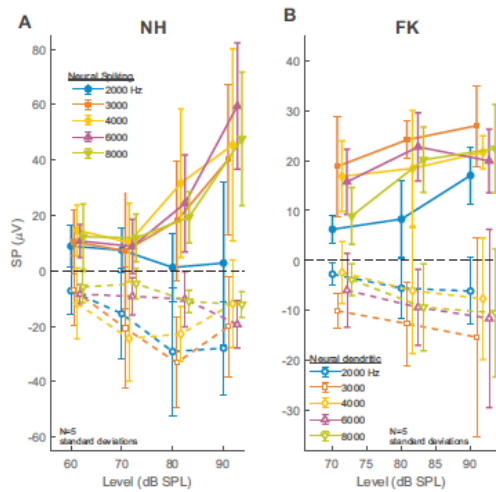 A
NH
B
FK
80
60
40
20
0
-20
-40
-60
SP (μV)
Neural Spiking
2000 Hz
3000
4000
6000
8000
N=5
standard deviations
60
70
80
90
Level (dB SPL)
40
30
20
10
0
-10
-20
-30
Neural dendritic
2000 Hz
3000
4000
6000
8000
N=5
standard deviations
70
80
90
Level (dB SPL)